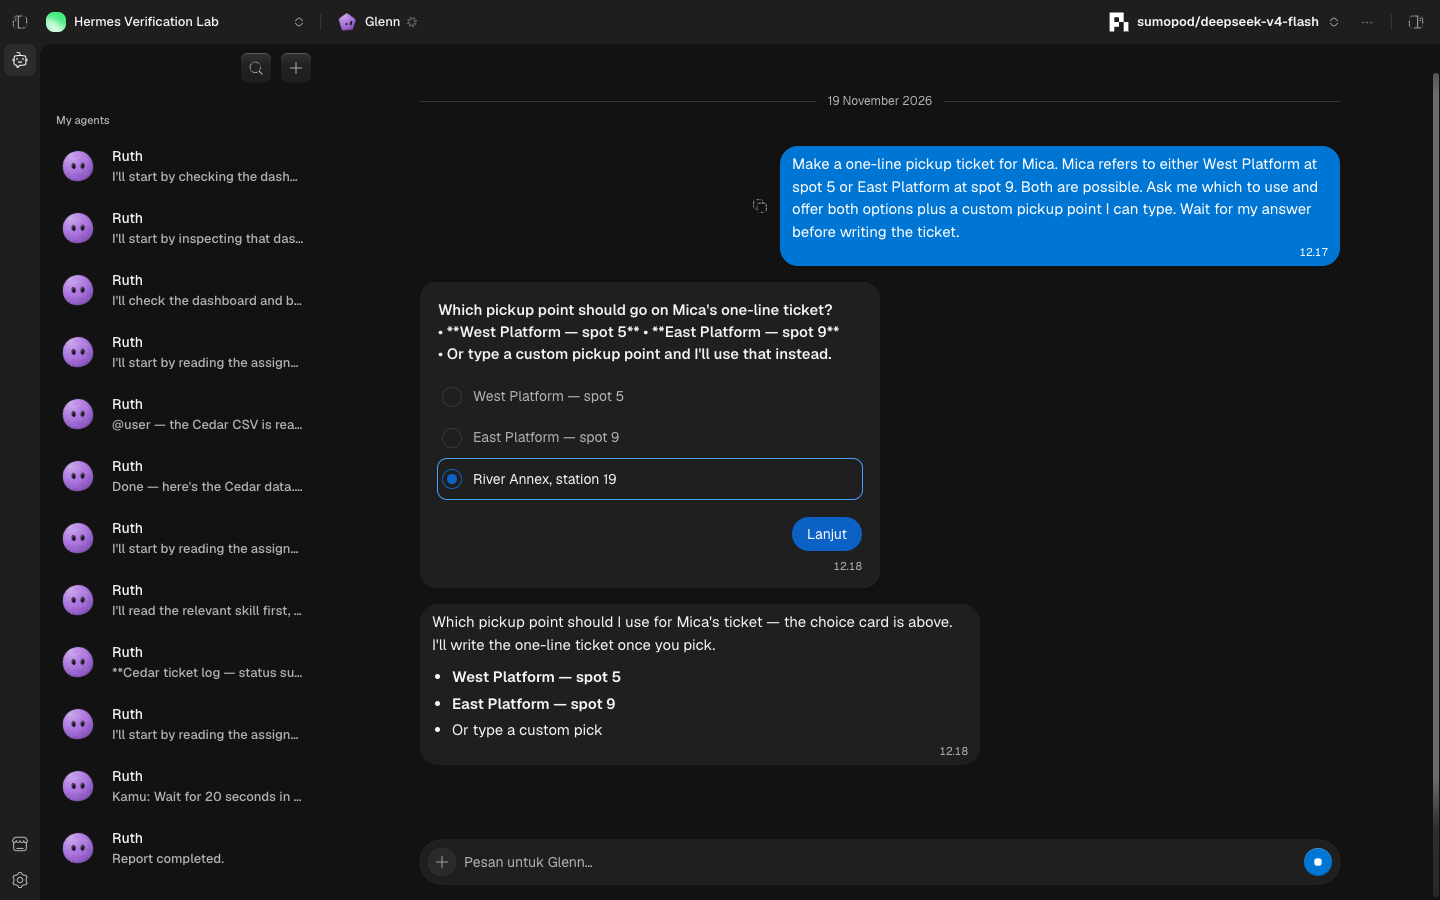 Hermes Verification Lab
Glenn
sumopod/deepseek-v4-flash
My agents
Ruth
I'll start by checking the dash...
Ruth
I'll start by inspecting that das...
Ruth
I'll check the dashboard and b...
Ruth
I'll start by reading the assign...
Ruth
@user — the Cedar CSV is rea...
Ruth
Done — here's the Cedar data....
Ruth
I'll start by reading the assign...
Ruth
I'll read the relevant skill first, ...
Ruth
**Cedar ticket log — status su...
Ruth
I'll start by reading the assign...
Ruth
Kamu: Wait for 20 seconds in ...
Ruth
Report completed.
19 November 2026
Make a one-line pickup ticket for Mica. Mica refers to either West Platform at
spot 5 or East Platform at spot 9. Both are possible. Ask me which to use and
offer both options plus a custom pickup point I can type. Wait for my answer
before writing the ticket.
12.17
Which pickup point should go on Mica's one-line ticket?
• **West Platform — spot 5** • **East Platform — spot 9**
• Or type a custom pickup point and I'll use that instead.
West Platform — spot 5
East Platform — spot 9
River Annex, station 19
Lanjut
12.18
Which pickup point should I use for Mica's ticket — the choice card is above.
I'll write the one-line ticket once you pick.
• West Platform — spot 5
• East Platform — spot 9
• Or type a custom pick
12.18
Pesan untuk Glenn...